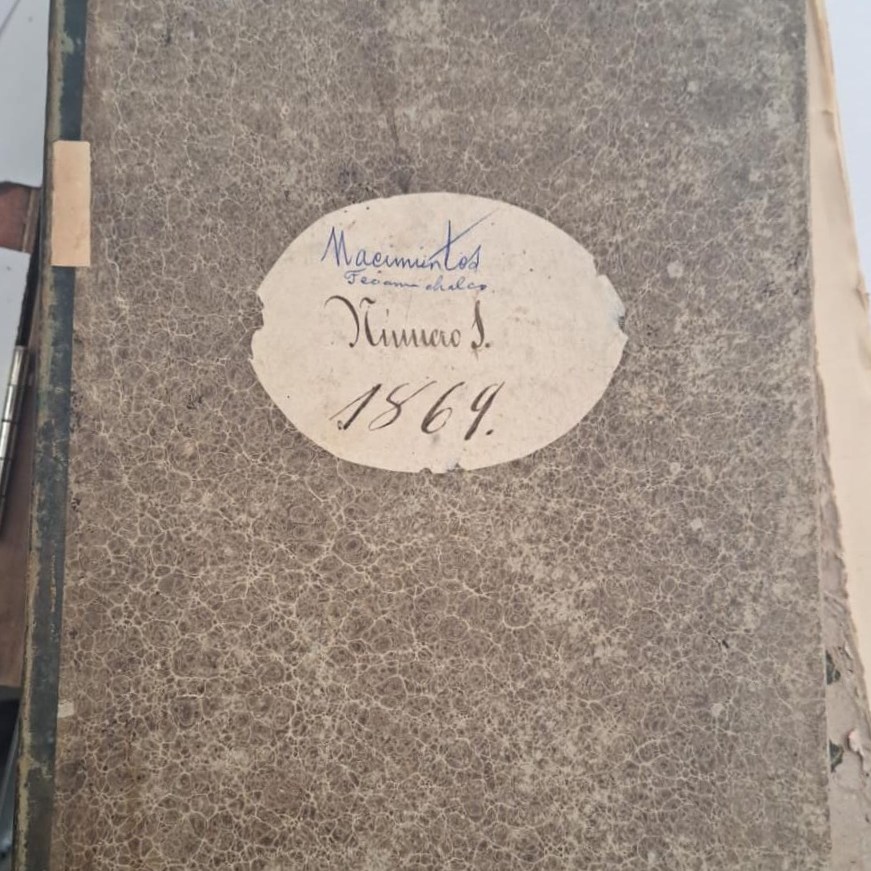 Nacimientos
Número 1.
1869.